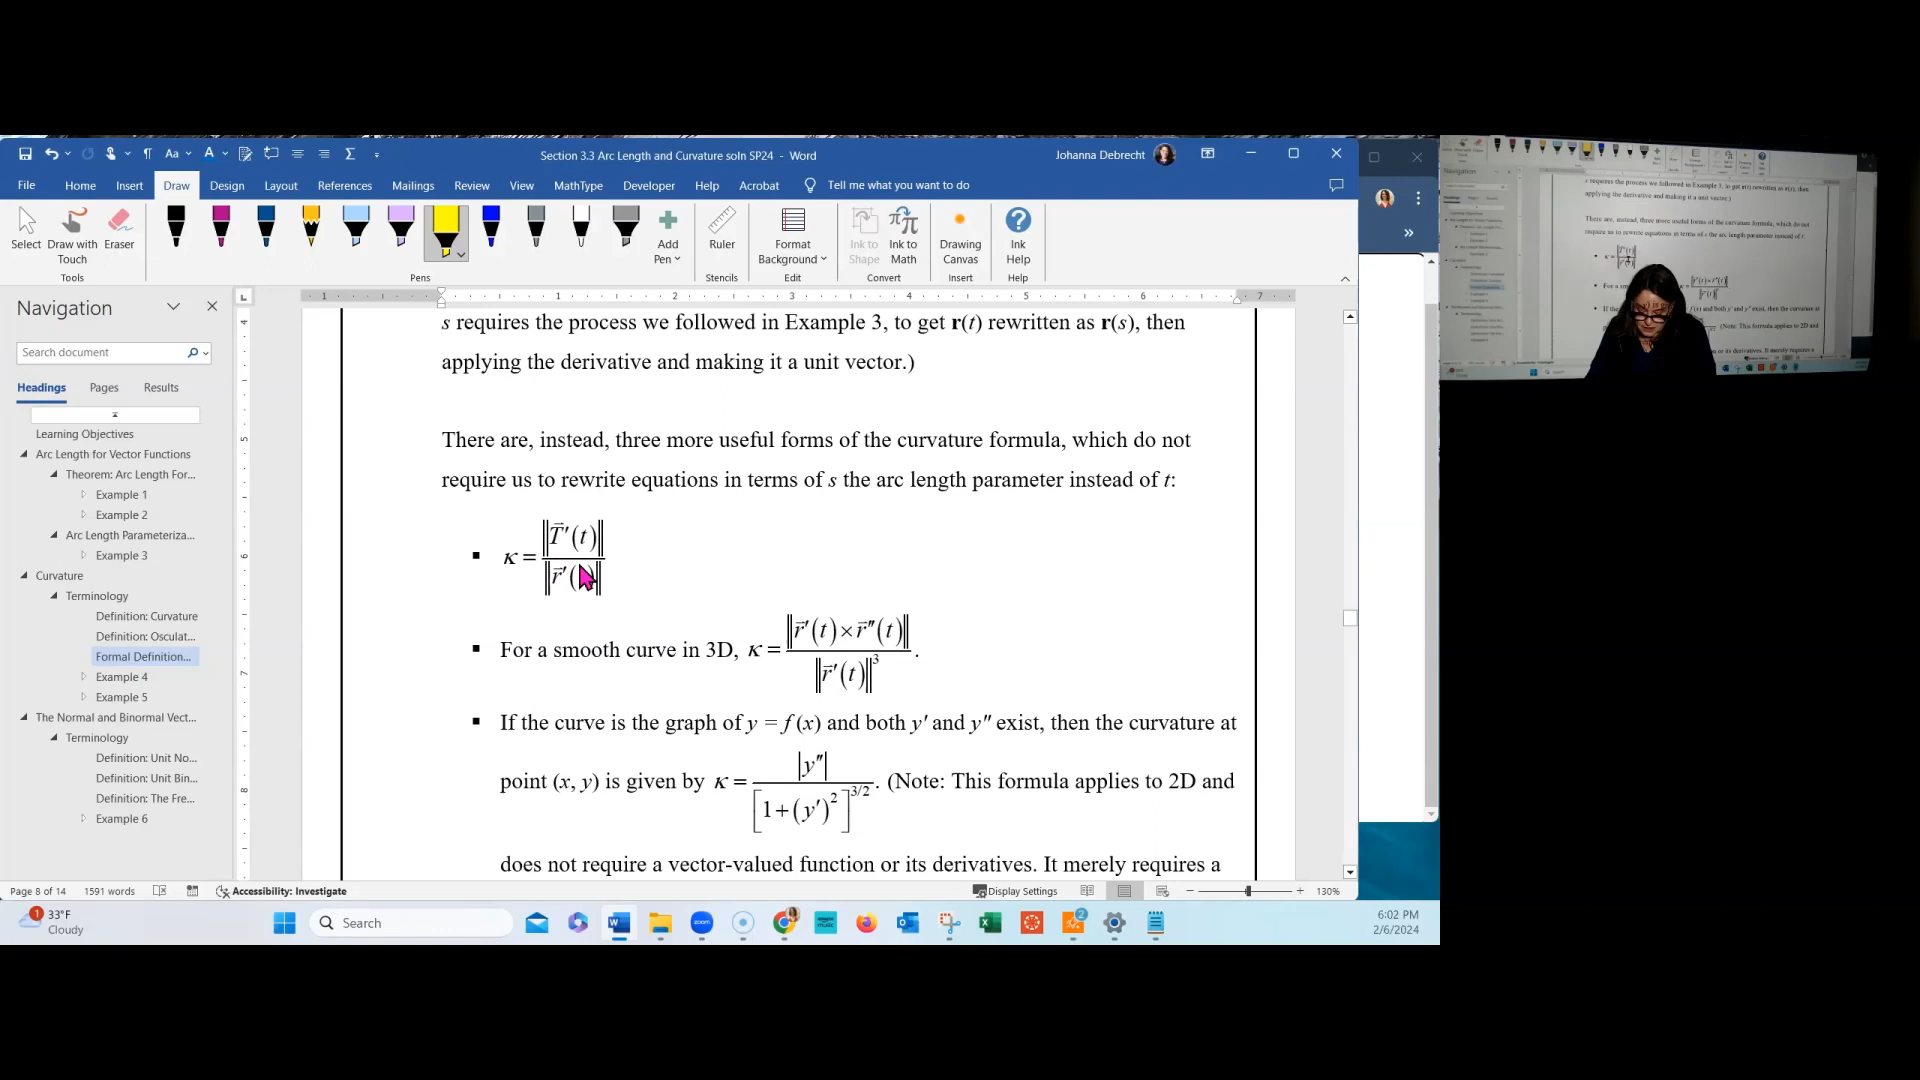 Section 3.3 Arc Length and Curvature soln SP24 - Word
Johanna Debrecht
File Home Insert Draw Design Layout References Mailings Review View MathType Developer Help Acrobat Tell me what you want to do
Select
Draw with Touch
Eraser
Tools
Pens
Add Pen
Ruler
Stencils
Format Background
Edit
Ink to Shape
Ink to Math
Convert
Drawing Canvas
Insert
Ink Help
Help
Navigation
Search document
Headings Pages Results
Learning Objectives
Arc Length for Vector Functions
Theorem: Arc Length For...
Example 1
Example 2
Arc Length Parameteriza...
Example 3
Curvature
Terminology
Definition: Curvature
Definition: Osculat...
Formal Definition...
Example 4
Example 5
The Normal and Binormal Vect...
Terminology
Definition: Unit No...
Definition: Unit Bin...
Definition: The Fre...
Example 6
s requires the process we followed in Example 3, to get r(t) rewritten as r(s), then
applying the derivative and making it a unit vector.)
There are, instead, three more useful forms of the curvature formula, which do not
require us to rewrite equations in terms of s the arc length parameter instead of t:
▪ κ = ‖T⃗′(t)‖ / ‖r⃗′( )‖
▪ For a smooth curve in 3D, κ = ‖r⃗′(t)×r⃗″(t)‖ / ‖r⃗′(t)‖³.
▪ If the curve is the graph of y = f (x) and both y′ and y″ exist, then the curvature at
point (x, y) is given by κ = |y″| / [1+(y′)²]^3/2. (Note: This formula applies to 2D and
does not require a vector-valued function or its derivatives. It merely requires a
Page 8 of 14 1591 words Accessibility: Investigate Display Settings 130%
33°F
Cloudy
Search
6:02 PM
2/6/2024